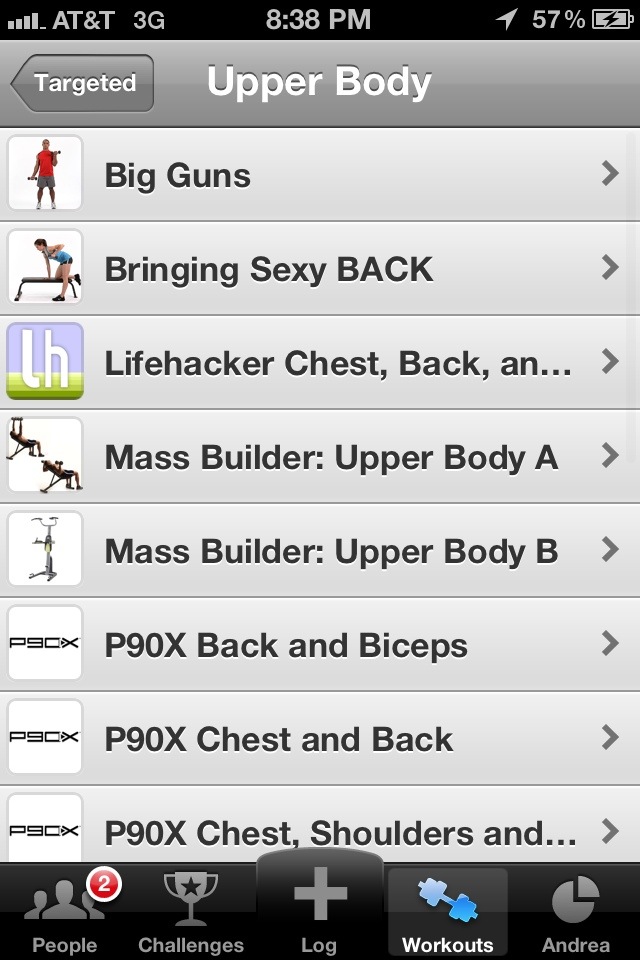 AT&T 3G 8:38 PM 57%
Targeted Upper Body
Big Guns
Bringing Sexy BACK
lh Lifehacker Chest, Back, an...
Mass Builder: Upper Body A
Mass Builder: Upper Body B
P90X P90X Back and Biceps
P90X P90X Chest and Back
P90X P90X Chest, Shoulders and...
2
People Challenges Log Workouts Andrea